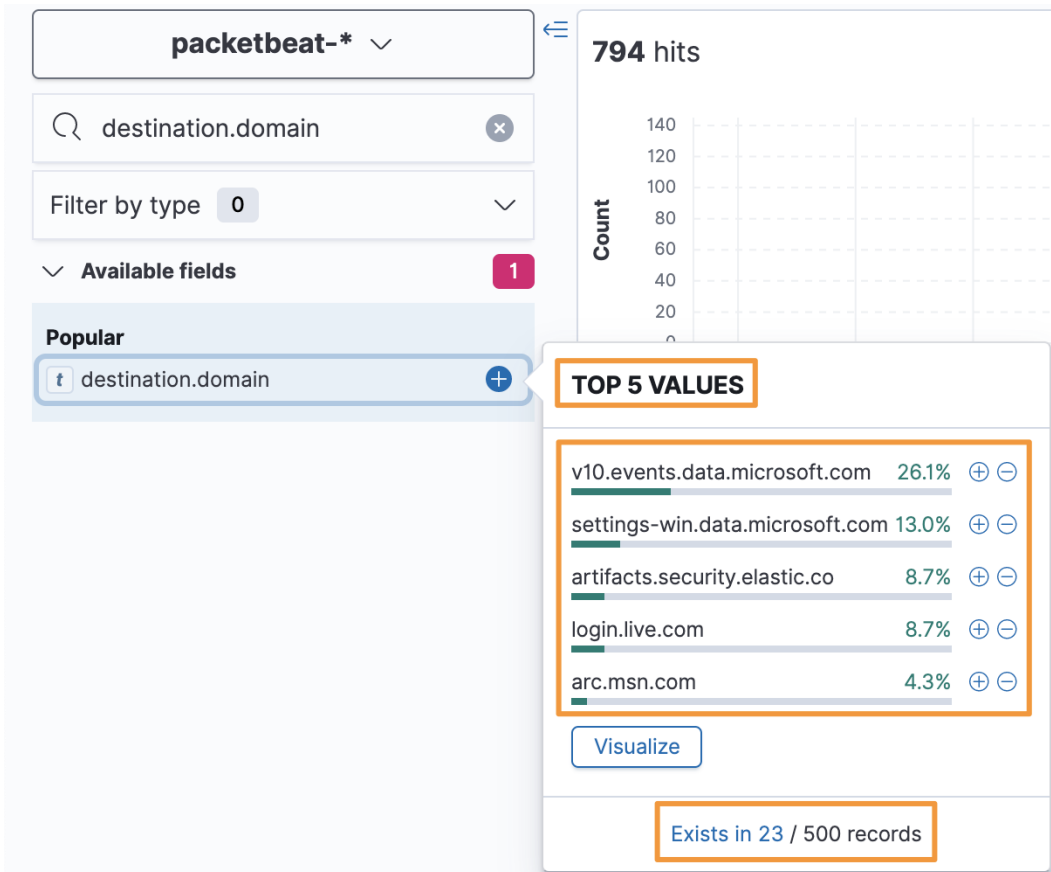 packetbeat-*
794 hits
destination.domain
Filter by type 0
Available fields 1
Popular
t destination.domain
140
120
100
80
60
40
20
0
Count
TOP 5 VALUES
v10.events.data.microsoft.com 26.1%
settings-win.data.microsoft.com 13.0%
artifacts.security.elastic.co 8.7%
login.live.com 8.7%
arc.msn.com 4.3%
Visualize
Exists in 23 / 500 records